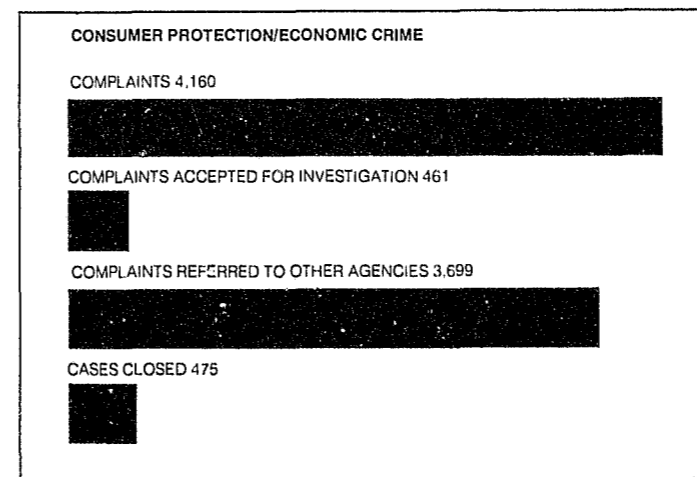 CONSUMER PROTECTION/ECONOMIC CRIME
COMPLAINTS 4,160
COMPLAINTS ACCEPTED FOR INVESTIGATION 461
COMPLAINTS REFERRED TO OTHER AGENCIES 3,699
CASES CLOSED 475